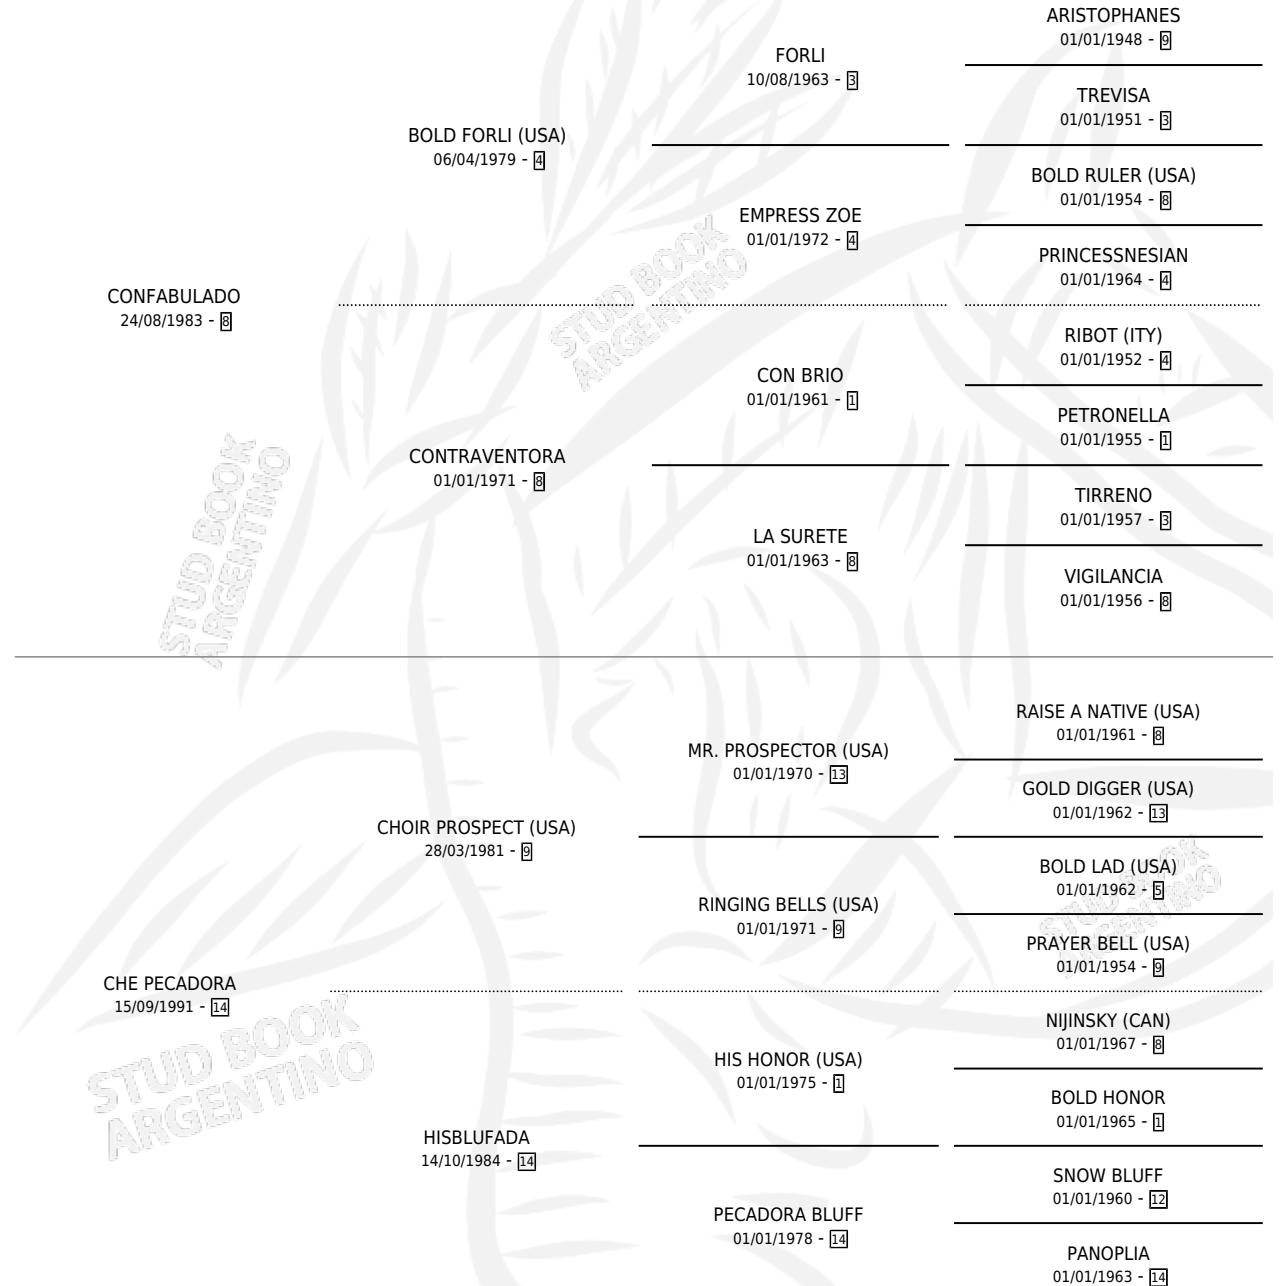 ARISTOPHANES
01/01/1948 - 9
FORLI
10/08/1963 - 3
TREVISA
01/01/1951 - 3
BOLD FORLI (USA)
06/04/1979 - 4
BOLD RULER (USA)
01/01/1954 - 8
EMPRESS ZOE
01/01/1972 - 4
PRINCESSNESIAN
01/01/1964 - 4
CONFABULADO
24/08/1983 - 8
STUD BOOK
ARGENTINO
RIBOT (ITY)
01/01/1952 - 4
CON BRIO
01/01/1961 - 1
PETRONELLA
01/01/1955 - 1
CONTRAVENTORA
01/01/1971 - 8
TIRRENO
01/01/1957 - 3
LA SURETE
01/01/1963 - 8
VIGILANCIA
01/01/1956 - 8
STUD BOOK
ARGENTINO
RAISE A NATIVE (USA)
01/01/1961 - 8
MR. PROSPECTOR (USA)
01/01/1970 - 13
GOLD DIGGER (USA)
01/01/1962 - 13
CHOIR PROSPECT (USA)
28/03/1981 - 9
BOLD LAD (USA)
01/01/1962 - 5
RINGING BELLS (USA)
01/01/1971 - 9
PRAYER BELL (USA)
01/01/1954 - 9
STUD BOOK
ARGENTINO
CHE PECADORA
15/09/1991 - 14
NIJINSKY (CAN)
01/01/1967 - 8
HIS HONOR (USA)
01/01/1975 - 1
BOLD HONOR
01/01/1965 - 1
STUD BOOK
ARGENTINO
HISBLUFADA
14/10/1984 - 14
SNOW BLUFF
01/01/1960 - 12
PECADORA BLUFF
01/01/1978 - 14
PANOPLIA
01/01/1963 - 14